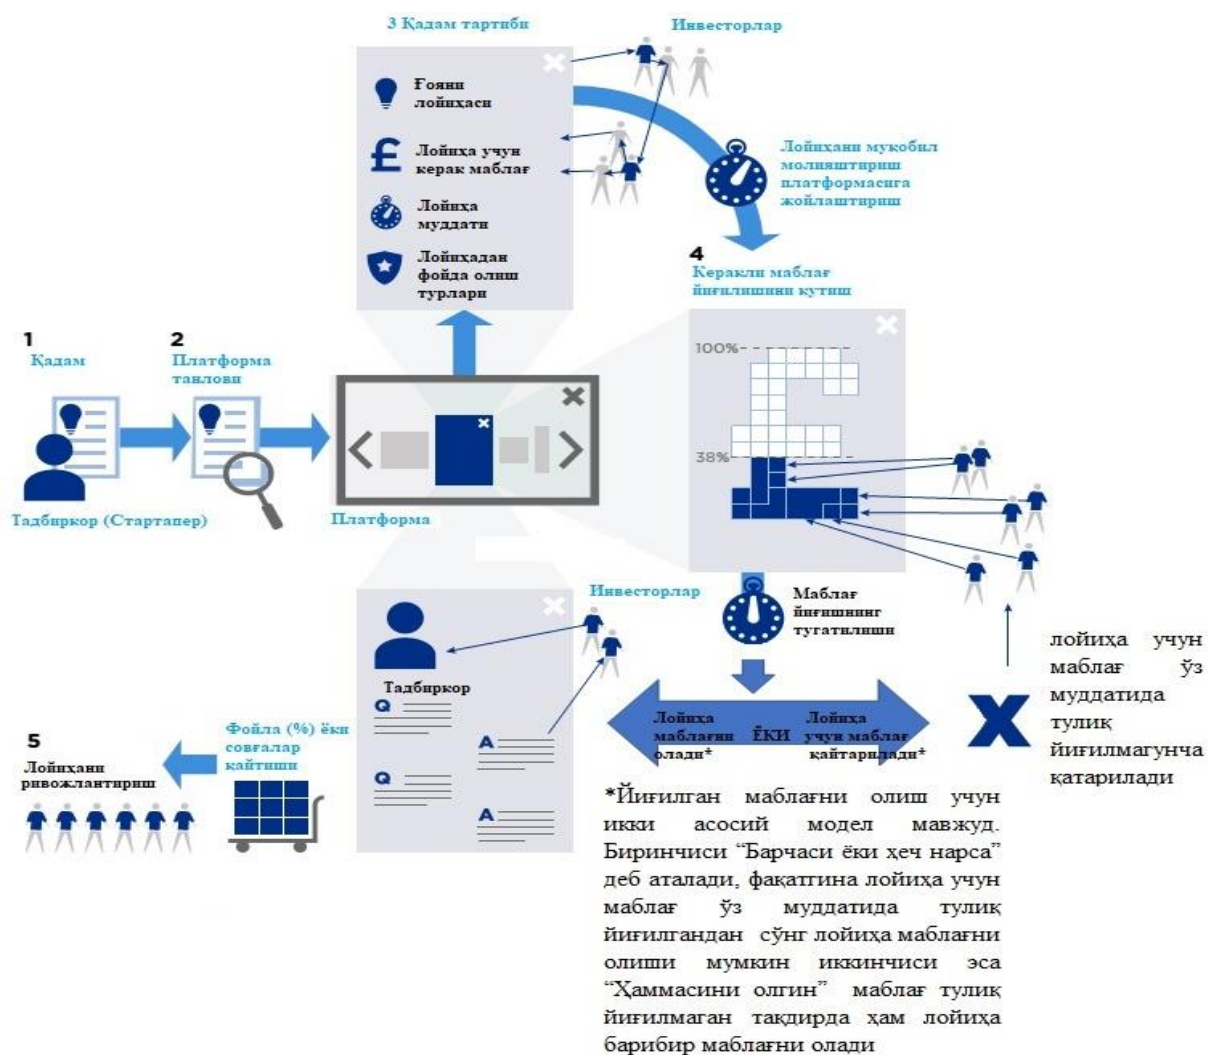 3 Қадам тартиби
Инвесторлар
Ғояни
лойиҳаси
£
Лойиҳа учун
керак маблағ
Лойиҳа
муддати
Лойиҳадан
фойда олиш
турлари
Лойиҳани муқобил
молияштириш
платформасига
жойлаштириш
4
Керакли маблағ
йиғилишини кутиш
100%
38%
1
Қадам
2
Платформа
танлови
Тадбиркор (Стартапер)
Платформа
Инвесторлар
Тадбиркор
Q
A
Q
A
Маблағ
йиғишнинг
тугатилиши
Лойиҳа
маблағни
олади*
ЁКИ
Лойиҳа
учун маблағ
қайтарилади*
X
лойиҳа учун
маблағ ўз
муддатида
тулиқ
йиғилмагунча
қатарилади
5
Лойиҳани
ривожлантириш
Фойла (%) ёки
совғалар
қайтиши
*Йиғилган маблағни олиш учун
икки асосий модел мавжуд.
Биринчиси “Барчаси ёки ҳеч нарса”
деб аталади, фақатгина лойиҳа учун
маблағ ўз муддатида тулиқ
йиғилгандан сўнг лойиҳа маблағни
олиши мумкин иккинчиси эса
“Ҳаммасини олгин” маблағ тулиқ
йиғилмаган тақдирда ҳам лойиҳа
барибир маблағни олади